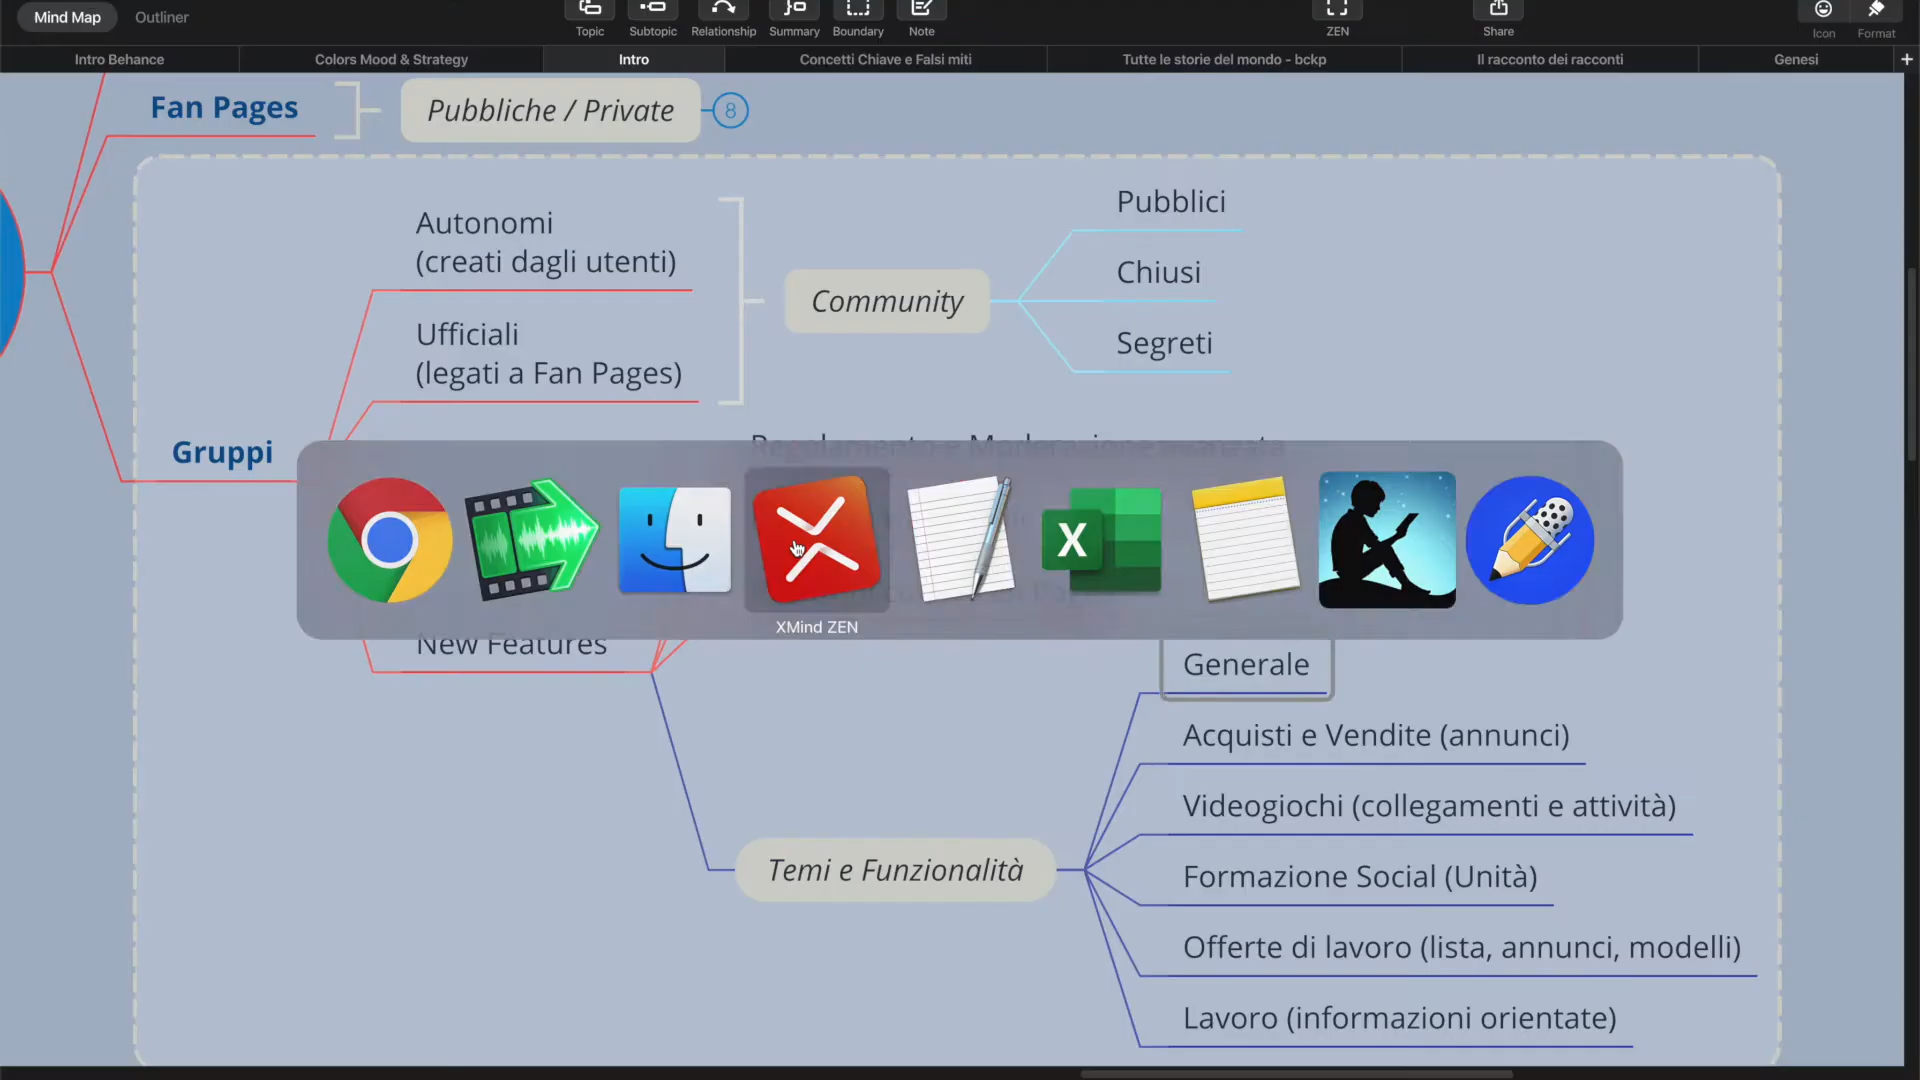 Mind Map
Outliner
Topic
Subtopic
Relationship
Summary
Boundary
Note
ZEN
Share
Icon
Format
Intro Behance
Colors Mood & Strategy
Intro
Concetti Chiave e Falsi miti
Tutte le storie del mondo - bckp
Il racconto dei racconti
Genesi
Fan Pages
Pubbliche / Private
8
Autonomi
(creati dagli utenti)
Ufficiali
(legati a Fan Pages)
Community
Pubblici
Chiusi
Segreti
Gruppi
Regolamento e Moderazione avanzata
XMind ZEN
New Features
Generale
Acquisti e Vendite (annunci)
Videogiochi (collegamenti e attività)
Formazione Social (Unità)
Offerte di lavoro (lista, annunci, modelli)
Lavoro (informazioni orientate)
Temi e Funzionalità